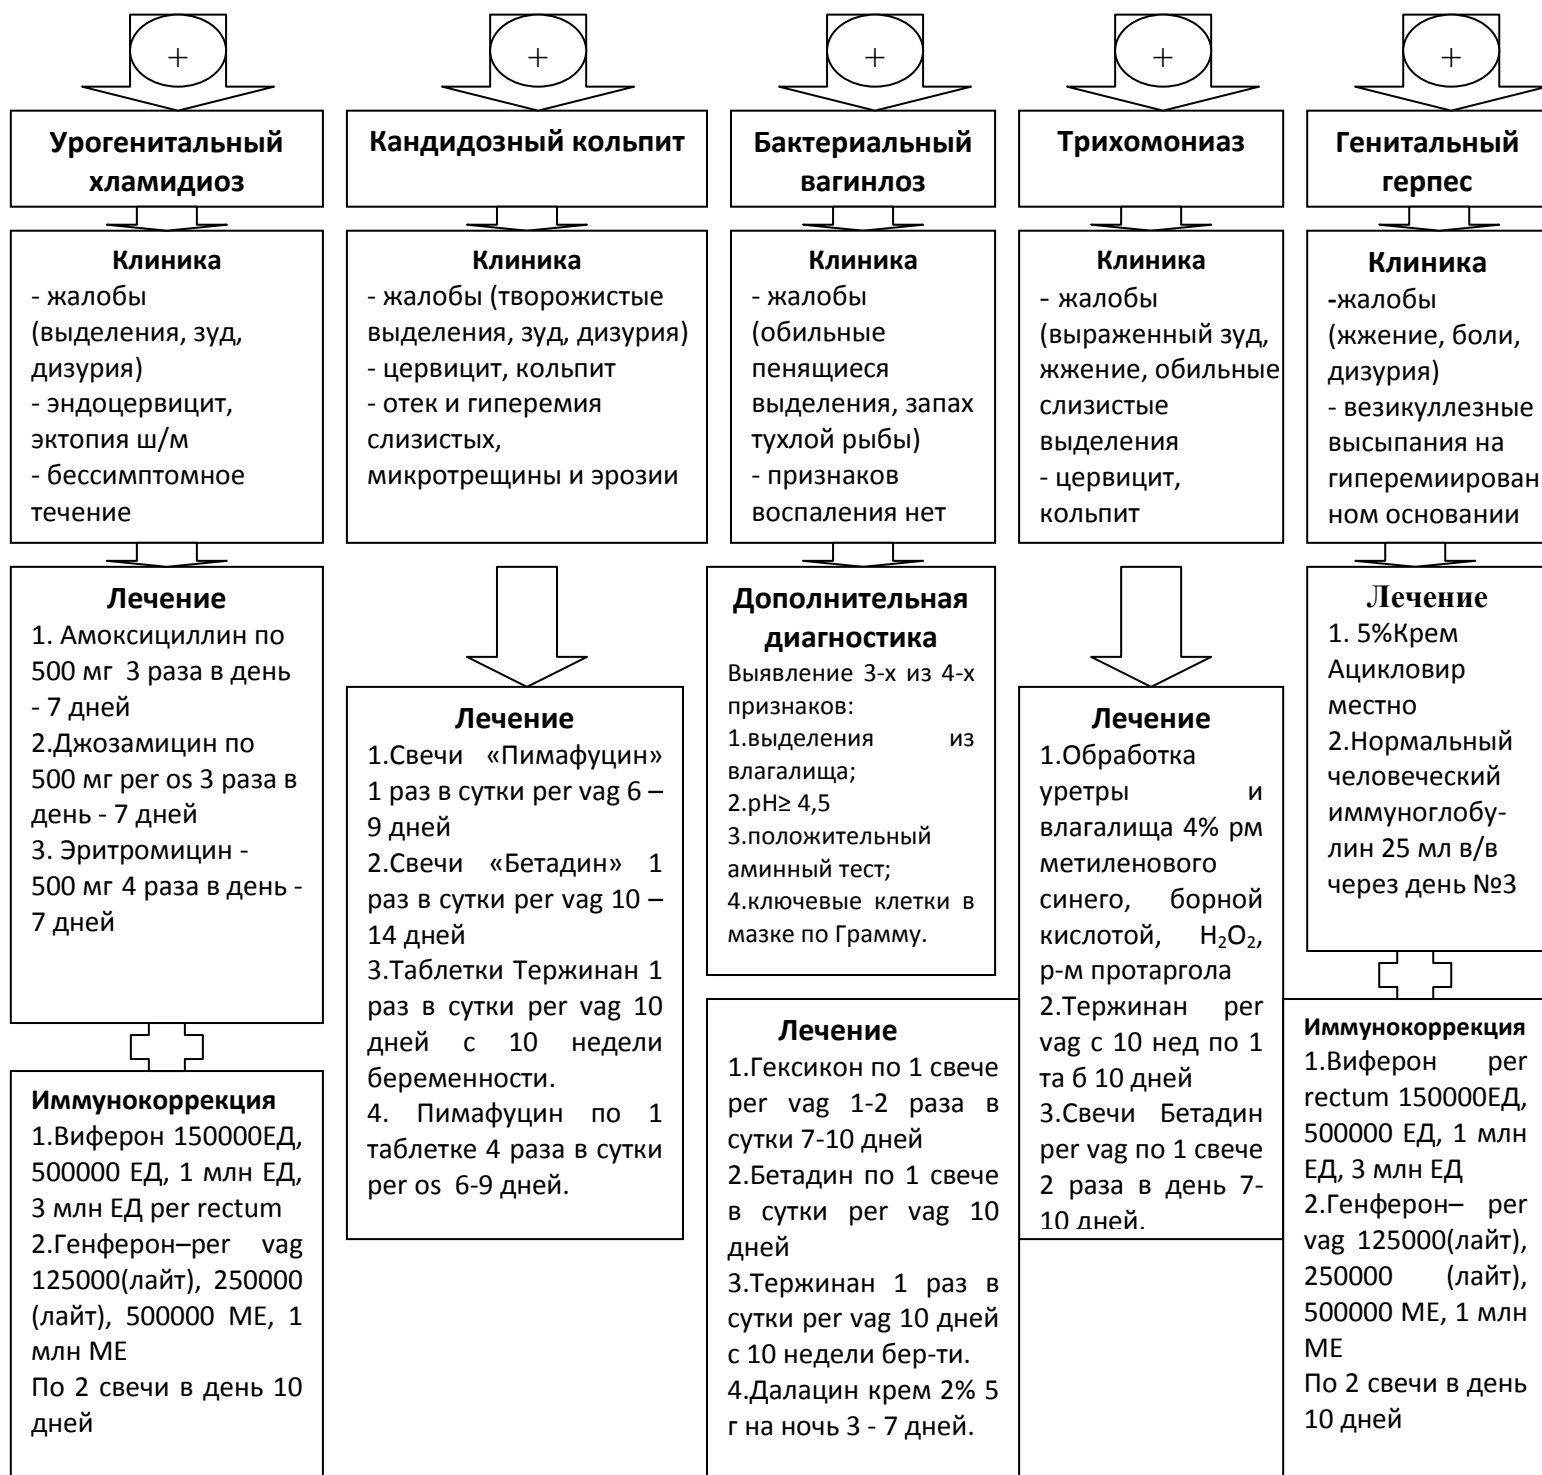 +
+
+
+
+
Урогенитальный
хламидиоз
Кандидозный кольпит
Бактериальный
вагинлоз
Трихомониаз
Генитальный
герпес
Клиника
- жалобы
(выделения, зуд,
дизурия)
- эндоцервицит,
эктопия ш/м
- бессимптомное
течение
Клиника
- жалобы (творожистые
выделения, зуд, дизурия)
- цервицит, кольпит
- отек и гиперемия
слизистых,
микротрещины и эрозии
Клиника
- жалобы
(обильные
пенящиеся
выделения, запах
тухлой рыбы)
- признаков
воспаления нет
Клиника
- жалобы
(выраженный зуд,
жжение, обильные
слизистые
выделения
- цервицит,
кольпит
Клиника
-жалобы
(жжение, боли,
дизурия)
- везикуллезные
высыпания на
гиперемиирован
ном основании
Лечение
1. Амоксициллин по
500 мг 3 раза в день
- 7 дней
2.Джозамицин по
500 мг per os 3 раза в
день - 7 дней
3. Эритромицин -
500 мг 4 раза в день -
7 дней
Лечение
1.Свечи «Пимафуцин»
1 раз в сутки per vag 6 –
9 дней
2.Свечи «Бетадин» 1
раз в сутки per vag 10 –
14 дней
3.Таблетки Тержинан 1
раз в сутки per vag 10
дней с 10 недели
беременности.
4. Пимафуцин по 1
таблетке 4 раза в сутки
per os 6-9 дней.
Дополнительная
диагностика
Выявление 3-х из 4-х
признаков:
1.выделения из
влагалища;
2.pH≥ 4,5
3.положительный
аминный тест;
4.ключевые клетки в
мазке по Грамму.
Лечение
1.Обработка
уретры и
влагалища 4% рм
метиленового
синего, борной
кислотой, H₂O₂,
р-м протаргола
2.Тержинан per
vag с 10 нед по 1
та б 10 дней
3.Свечи Бетадин
per vag по 1 свече
2 раза в день 7-
10 дней.
Лечение
1. 5%Крем
Ацикловир
местно
2.Нормальный
человеческий
иммуноглобу-
лин 25 мл в/в
через день №3
Иммунокоррекция
1.Виферон 150000ЕД,
500000 ЕД, 1 млн ЕД,
3 млн ЕД per rectum
2.Генферон–per vag
125000(лайт), 250000
(лайт), 500000 МЕ, 1
млн МЕ
По 2 свечи в день 10
дней
Лечение
1.Гексикон по 1 свече
per vag 1-2 раза в
сутки 7-10 дней
2.Бетадин по 1 свече
в сутки per vag 10
дней
3.Тержинан 1 раз в
сутки per vag 10 дней
с 10 недели бер-ти.
4.Далацин крем 2% 5
г на ночь 3 - 7 дней.
Иммунокоррекция
1.Виферон per
rectum 150000ЕД,
500000 ЕД, 1 млн
ЕД, 3 млн ЕД
2.Генферон– per
vag 125000(лайт),
250000 (лайт),
500000 МЕ, 1 млн
МЕ
По 2 свечи в день
10 дней